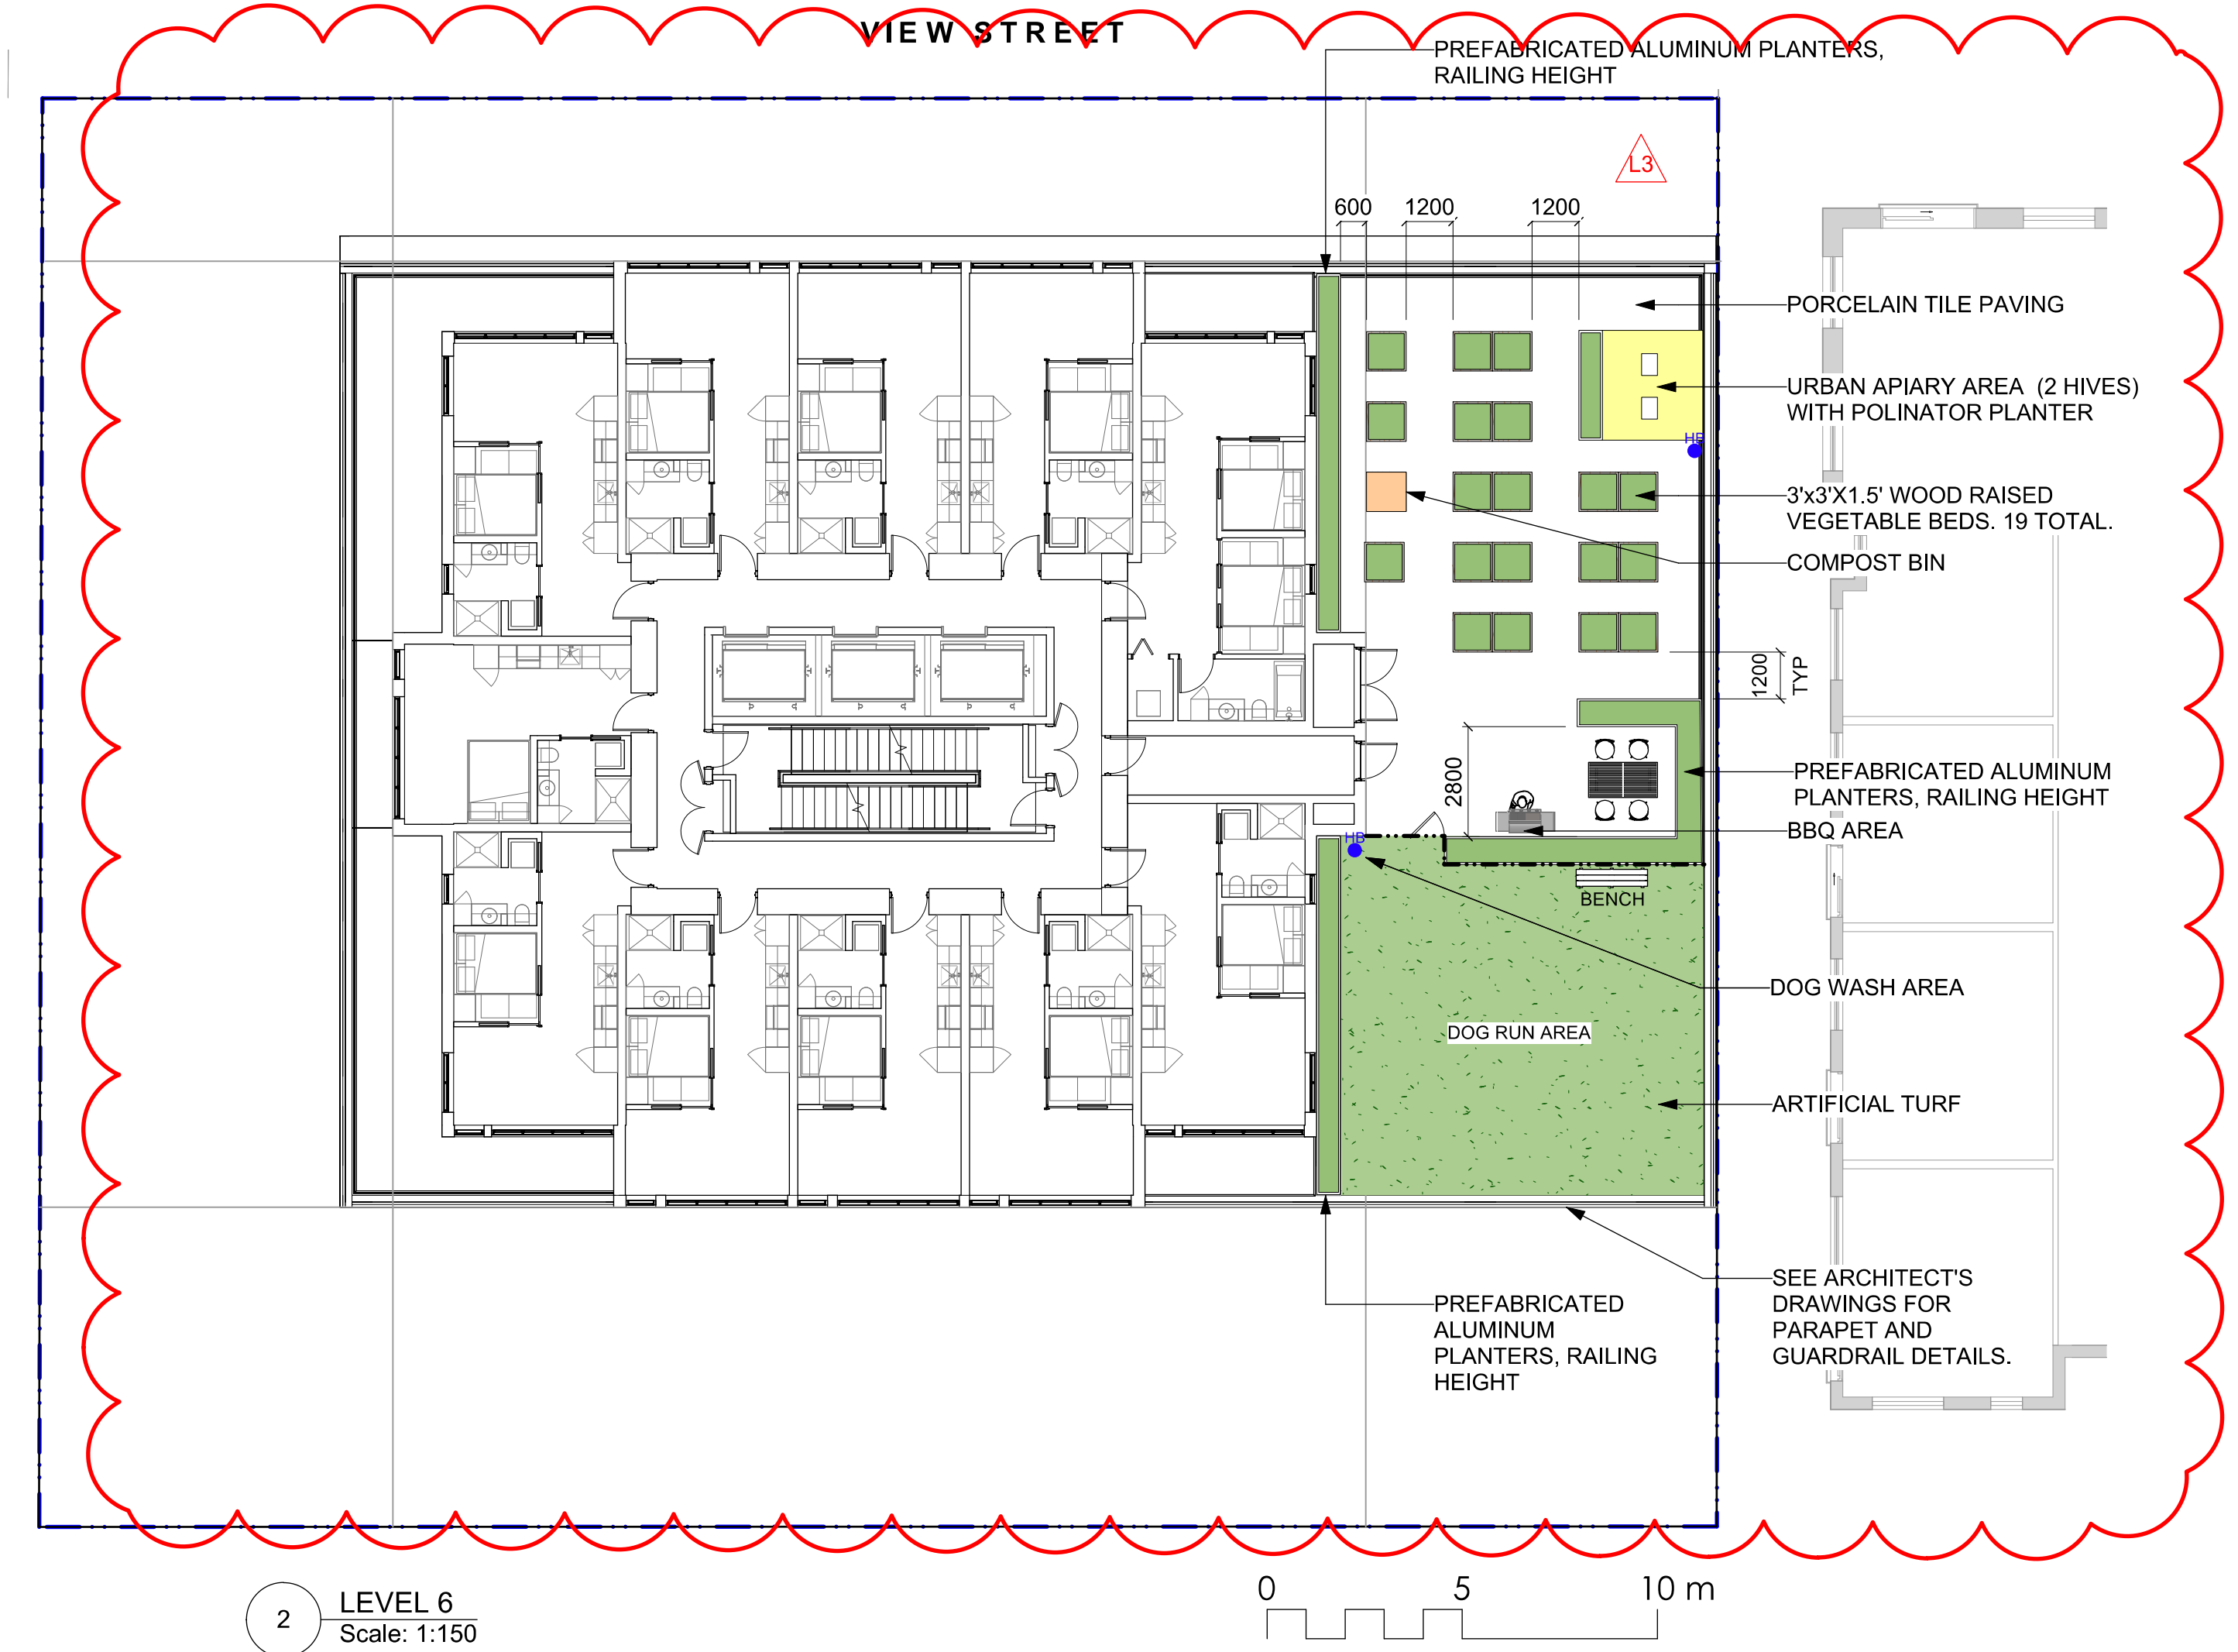 VIEW STREET
PREFABRICATED ALUMINUM PLANTERS,
RAILING HEIGHT
L3
600
1200
1200
PORCELAIN TILE PAVING
URBAN APIARY AREA (2 HIVES)
WITH POLINATOR PLANTER
HB
3'x3'X1.5' WOOD RAISED
VEGETABLE BEDS. 19 TOTAL.
COMPOST BIN
1200
TYP
2800
PREFABRICATED ALUMINUM
PLANTERS, RAILING HEIGHT
BBQ AREA
HB
BENCH
DOG WASH AREA
DOG RUN AREA
ARTIFICIAL TURF
SEE ARCHITECT'S
DRAWINGS FOR
PARAPET AND
GUARDRAIL DETAILS.
PREFABRICATED
ALUMINUM
PLANTERS, RAILING
HEIGHT
2
LEVEL 6
Scale: 1:150
0 5 10 m